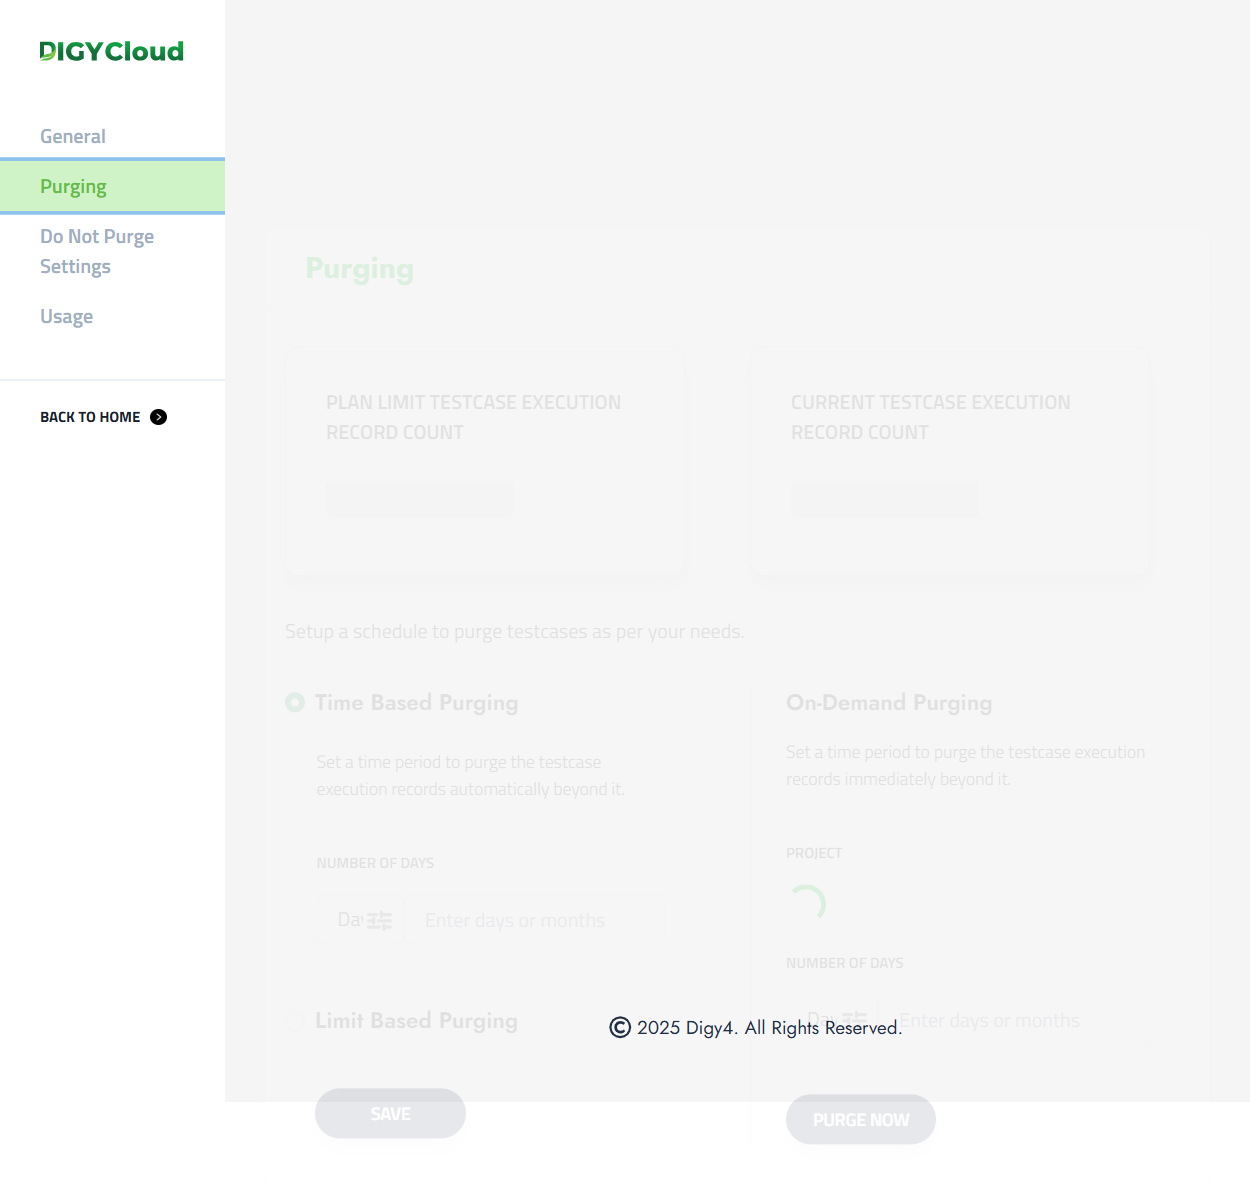 DIGYCloud
General
Purging
Do Not Purge
Settings
Usage
BACK TO HOME
Purging
PLAN LIMIT TESTCASE EXECUTION
RECORD COUNT
CURRENT TESTCASE EXECUTION
RECORD COUNT
Setup a schedule to purge testcases as per your needs.
Time Based Purging
Set a time period to purge the testcase
execution records automatically beyond it.
NUMBER OF DAYS
Enter days or months
Limit Based Purging
SAVE
On-Demand Purging
Set a time period to purge the testcase execution
records immediately beyond it.
PROJECT
NUMBER OF DAYS
Enter days or months
PURGE NOW
© 2025 Digy4. All Rights Reserved.